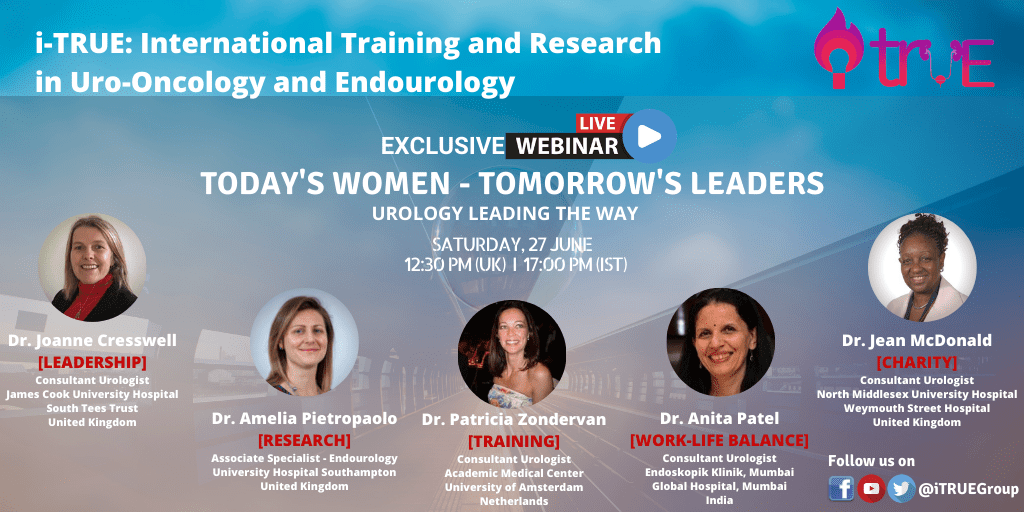 i-TRUE: International Training and Research
in Uro-Oncology and Endourology
true
LIVE
EXCLUSIVE WEBINAR
TODAY'S WOMEN - TOMORROW'S LEADERS
UROLOGY LEADING THE WAY
SATURDAY, 27 JUNE
12:30 PM (UK) I 17:00 PM (IST)
Dr. Joanne Cresswell
[LEADERSHIP]
Consultant Urologist
James Cook University Hospital
South Tees Trust
United Kingdom
Dr. Amelia Pietropaolo
[RESEARCH]
Associate Specialist - Endourology
University Hospital Southampton
United Kingdom
Dr. Patricia Zondervan
[TRAINING]
Consultant Urologist
Academic Medical Center
University of Amsterdam
Netherlands
Dr. Anita Patel
[WORK-LIFE BALANCE]
Consultant Urologist
Endoskopik Klinik, Mumbai
Global Hospital, Mumbai
India
Dr. Jean McDonald
[CHARITY]
Consultant Urologist
North Middlesex University Hospital
Weymouth Street Hospital
United Kingdom
Follow us on
@iTRUEGroup